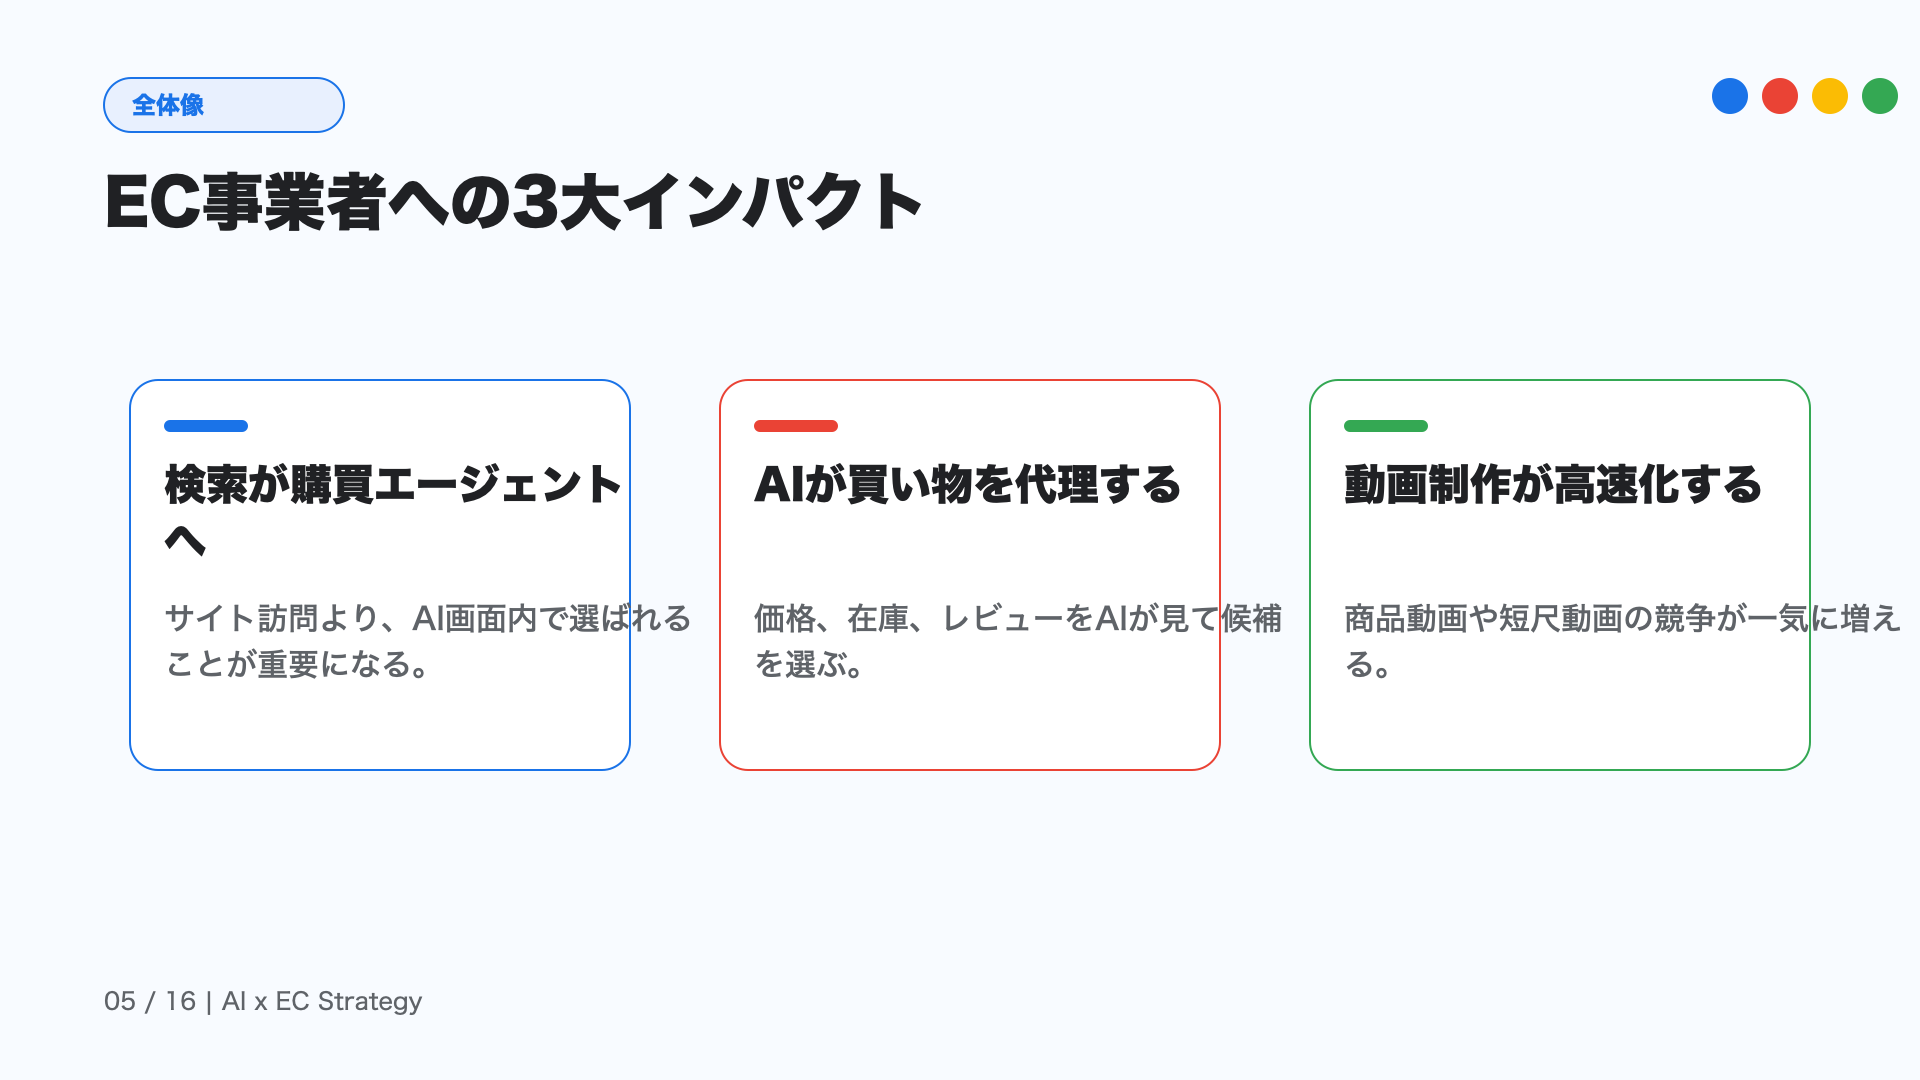 全体像
EC事業者への3大インパクト
検索が購買エージェント
へ
サイト訪問より、AI画面内で選ばれる
ことが重要になる。
AIが買い物を代理する
価格、在庫、レビューをAIが見て候補
を選ぶ。
動画制作が高速化する
商品動画や短尺動画の競争が一気に増え
る。
05 / 16 | AI x EC Strategy